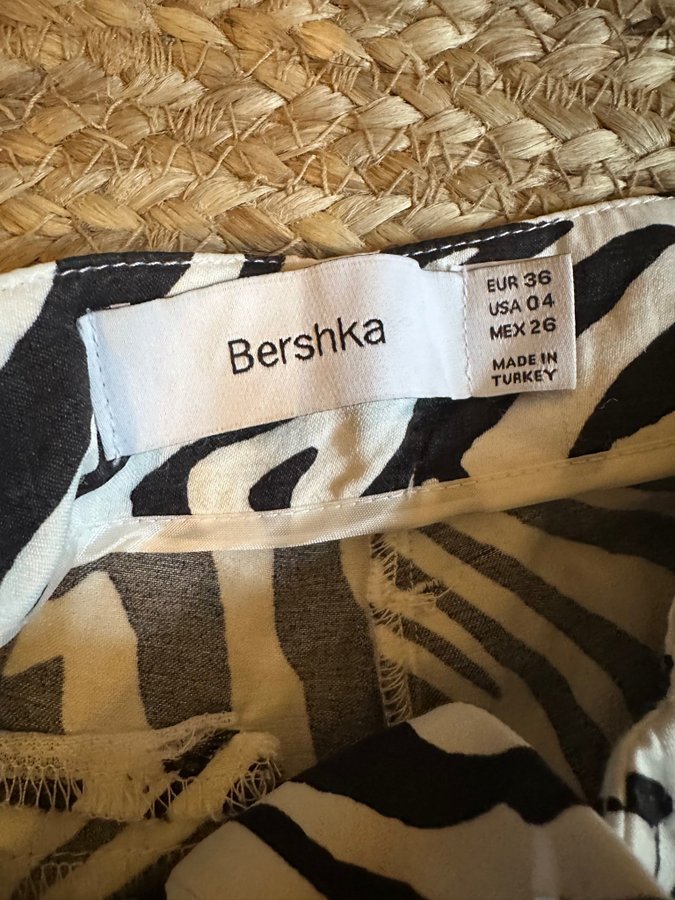 Bershka
EUR 36
USA 04
MEX 26
MADE IN
TURKEY